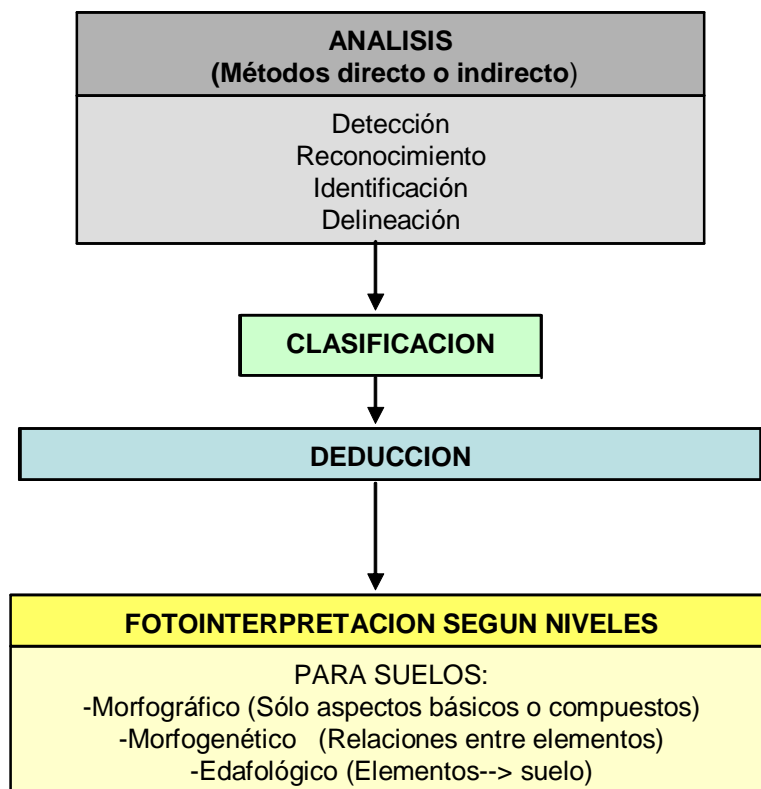 ANALISIS
(Métodos directo o indirecto)
Detección
Reconocimiento
Identificación
Delineación
CLASIFICACION
DEDUCCION
FOTOINTERPRETACION SEGUN NIVELES
PARA SUELOS:
-Morfográfico (Sólo aspectos básicos o compuestos)
-Morfogenético (Relaciones entre elementos)
-Edafológico (Elementos--> suelo)